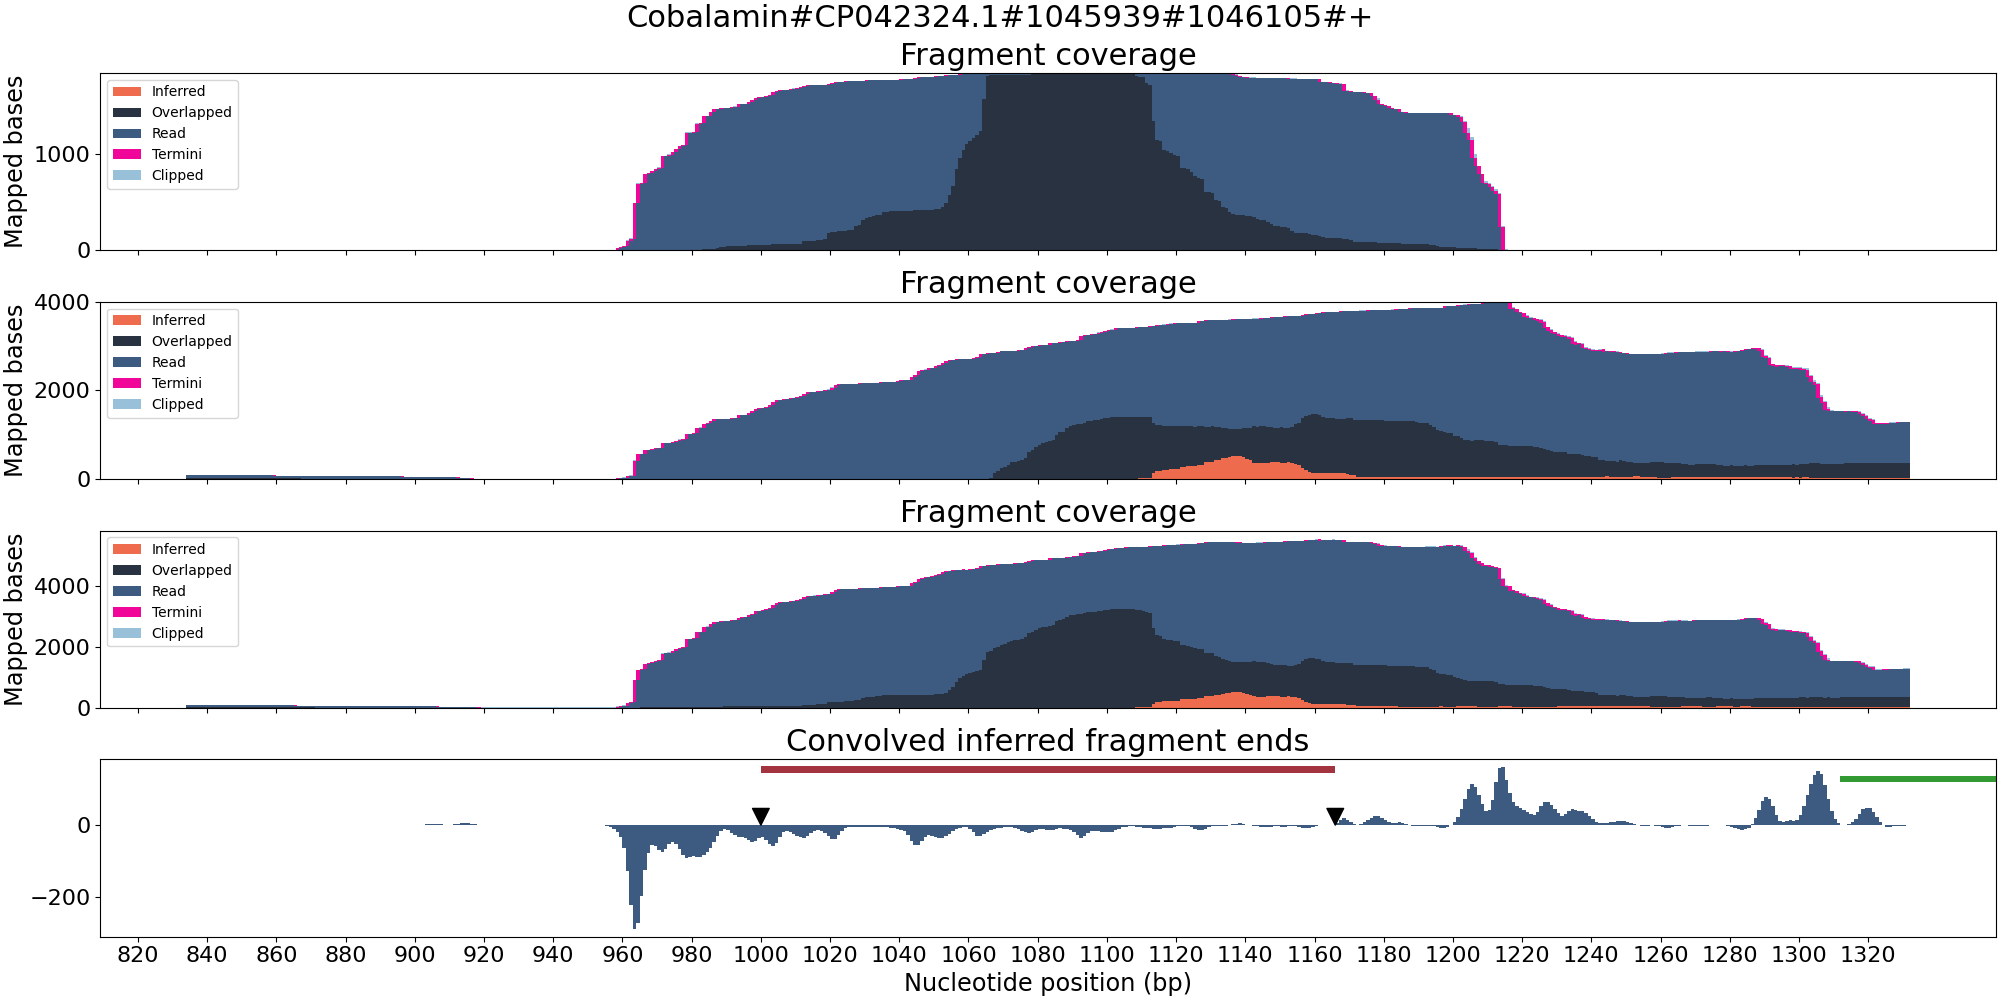 Cobalamin#CP042324.1#1045939#1046105#+
Fragment coverage
Mapped bases
1000
0
Inferred
Overlapped
Read
Termini
Clipped
Fragment coverage
Mapped bases
4000
2000
0
Inferred
Overlapped
Read
Termini
Clipped
Fragment coverage
Mapped bases
4000
2000
0
Inferred
Overlapped
Read
Termini
Clipped
Convolved inferred fragment ends
0
−200
820 840 860 880 900 920 940 960 980 1000 1020 1040 1060 1080 1100 1120 1140 1160 1180 1200 1220 1240 1260 1280 1300 1320
Nucleotide position (bp)